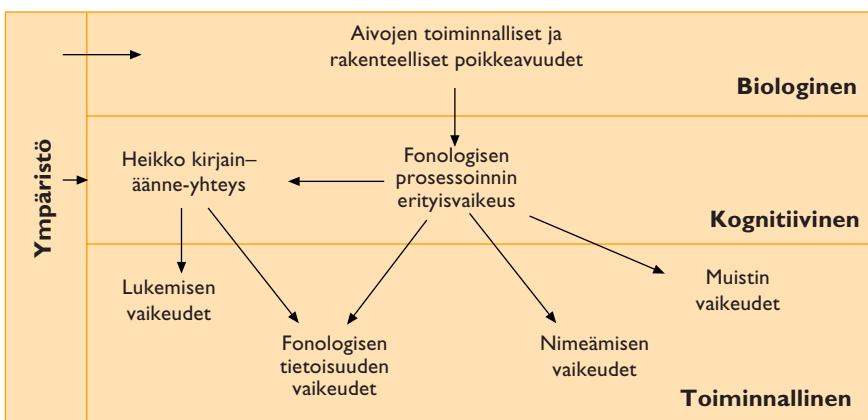 Aivojen toiminnalliset ja
rakenteelliset poikkeavuudet
Biologinen
Ympäristö
Heikko kirjain–
äänne-yhteys
Fonologisen
prosessoinnin
erityisvaikeus
Kognitiivinen
Lukemisen
vaikeudet
Fonologisen
tietoisuuden
vaikeudet
Nimeämisen
vaikeudet
Muistin
vaikeudet
Toiminnallinen